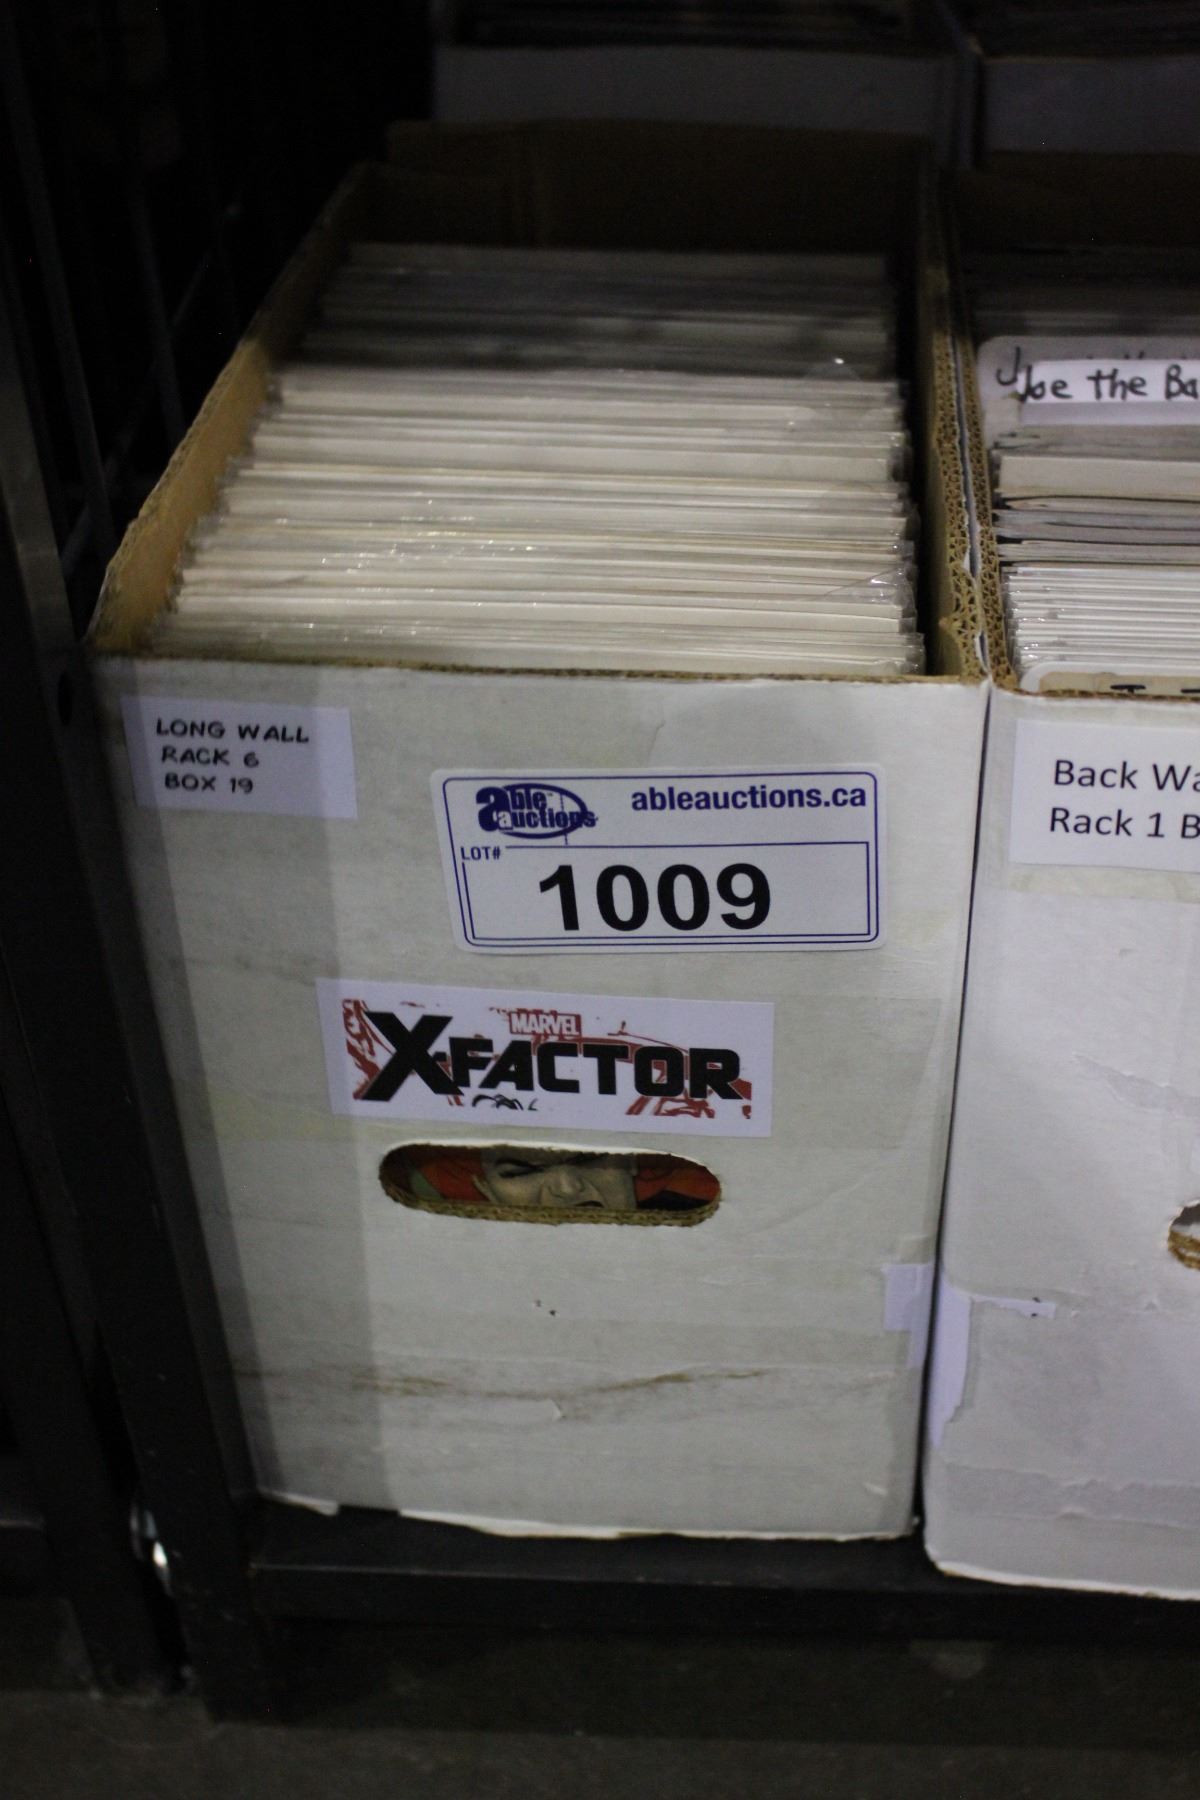 Joe the Ba
LONG WALL
RACK 6
BOX 19
able auctions
ableauctions.ca
LOT#
1009
MARVEL
X-FACTOR
Back Wa
Rack 1 B